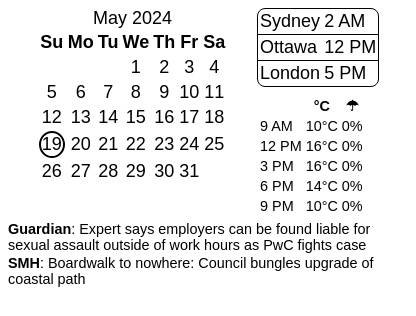 May 2024
Su Mo Tu We Th Fr Sa
1 2 3 4
5 6 7 8 9 10 11
12 13 14 15 16 17 18
19 20 21 22 23 24 25
26 27 28 29 30 31
Sydney 2 AM
Ottawa 12 PM
London 5 PM
°C ☂
9 AM 10°C 0%
12 PM 16°C 0%
3 PM 16°C 0%
6 PM 14°C 0%
9 PM 10°C 0%
Guardian: Expert says employers can be found liable for
sexual assault outside of work hours as PwC fights case
SMH: Boardwalk to nowhere: Council bungles upgrade of
coastal path